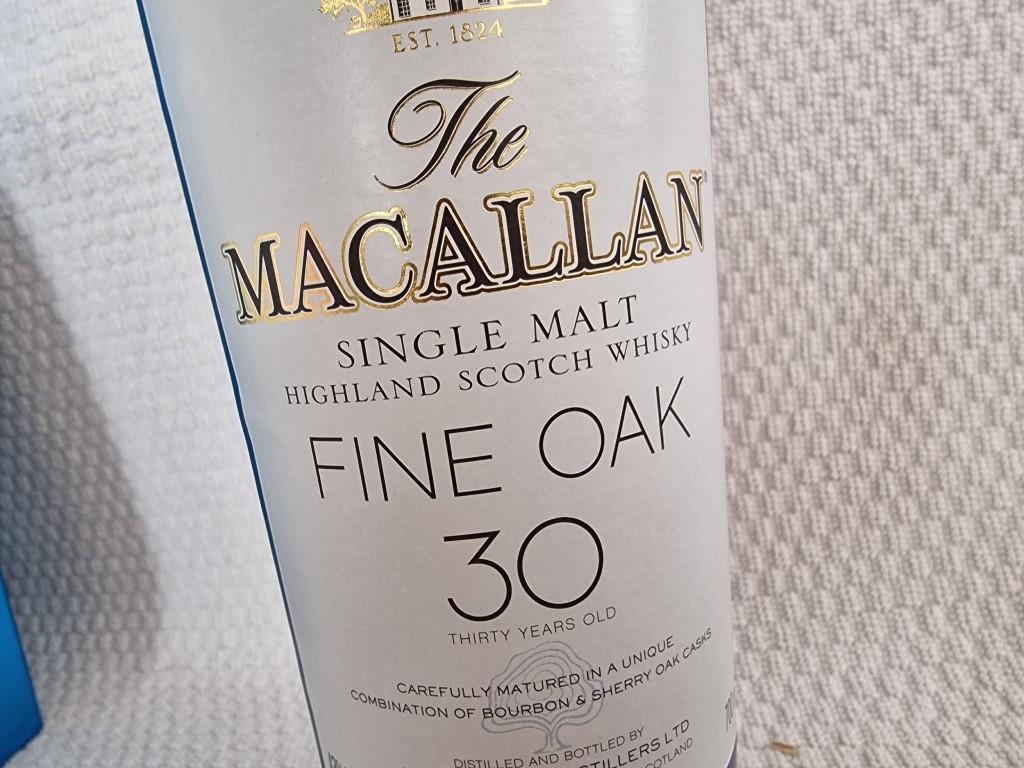 EST. 1824
The
MACALLAN®
SINGLE MALT
HIGHLAND SCOTCH WHISKY
FINE OAK
30
THIRTY YEARS OLD
CAREFULLY MATURED IN A UNIQUE
COMBINATION OF BOURBON & SHERRY OAK CASKS
DISTILLED AND BOTTLED BY
LTD